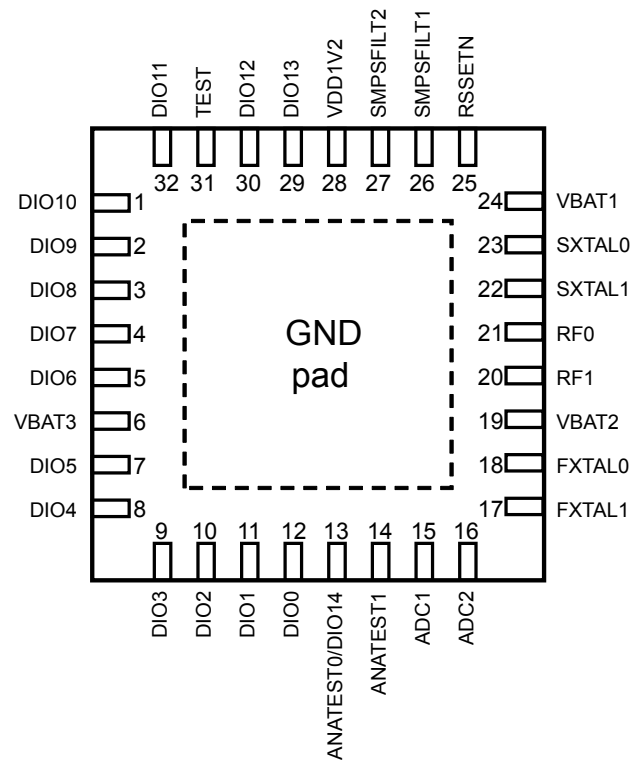 DIO11
TEST
DIO12
DIO13
VDD1V2
SMPSFILT2
SMPSFILT1
RSSETN
32
31
30
29
28
27
26
25
DIO10 1
DIO9 2
DIO8 3
DIO7 4
DIO6 5
VBAT3 6
DIO5 7
DIO4 8
GND
pad
24 VBAT1
23 SXTAL0
22 SXTAL1
21 RF0
20 RF1
19 VBAT2
18 FXTAL0
17 FXTAL1
9
10
11
12
13
14
15
16
DIO3
DIO2
DIO1
DIO0
ANATEST0/DIO14
ANATEST1
ADC1
ADC2